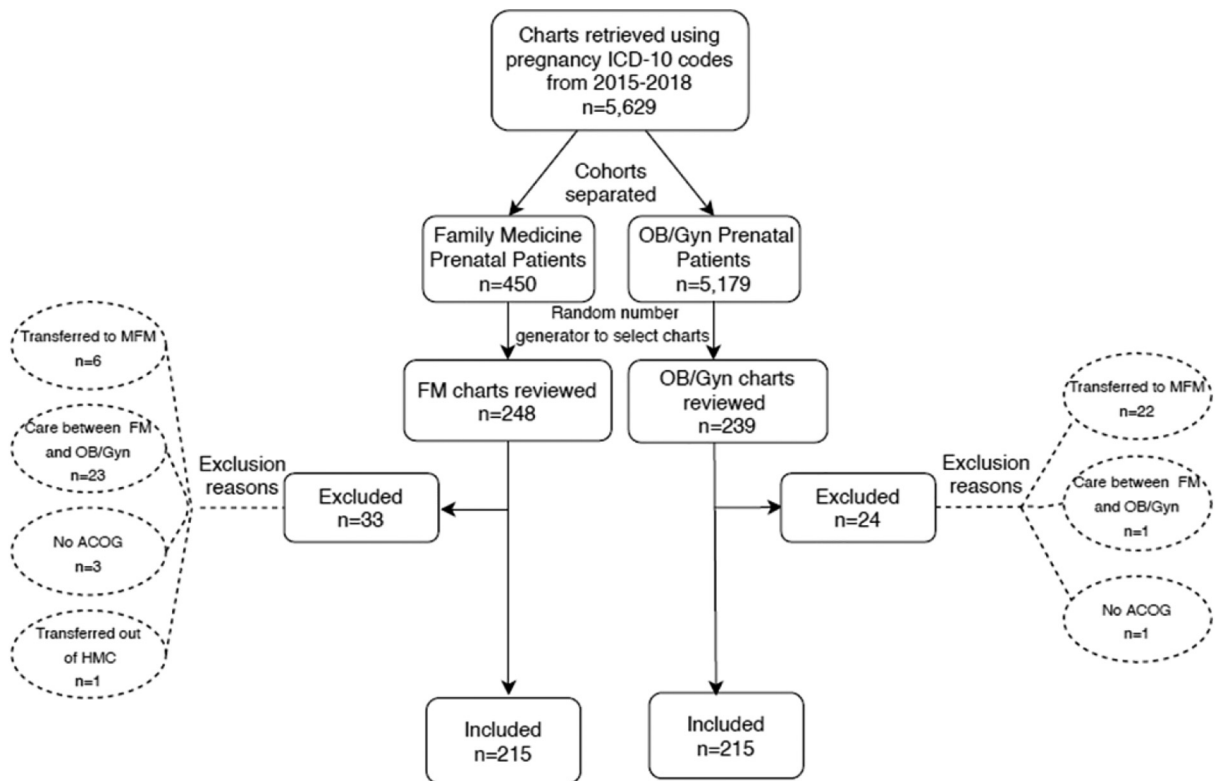 Charts retrieved using
pregnancy ICD-10 codes
from 2015-2018
n=5,629
Cohorts
separated
Family Medicine
Prenatal Patients
n=450
OB/Gyn Prenatal
Patients
n=5,179
Random number
generator to select charts
FM charts reviewed
n=248
OB/Gyn charts
reviewed
n=239
Transferred to MFM
n=6
Care between FM
and OB/Gyn
n=23
No ACOG
n=3
Transferred out
of HMC
n=1
Exclusion
reasons
Excluded
n=33
Excluded
n=24
Exclusion
reasons
Transferred to MFM
n=22
Care between FM
and OB/Gyn
n=1
No ACOG
n=1
Included
n=215
Included
n=215